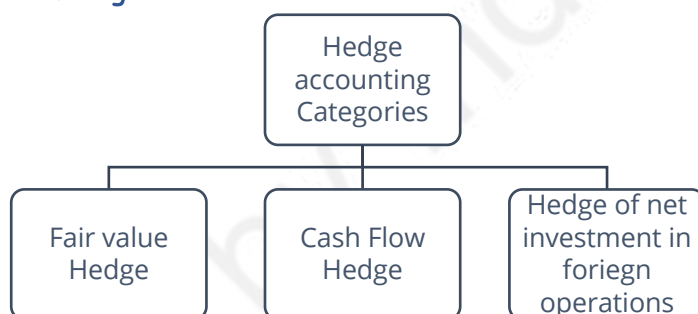 Hedge
accounting
Categories
Fair value
Hedge
Cash Flow
Hedge
Hedge of net
investment in
foriegn
operations